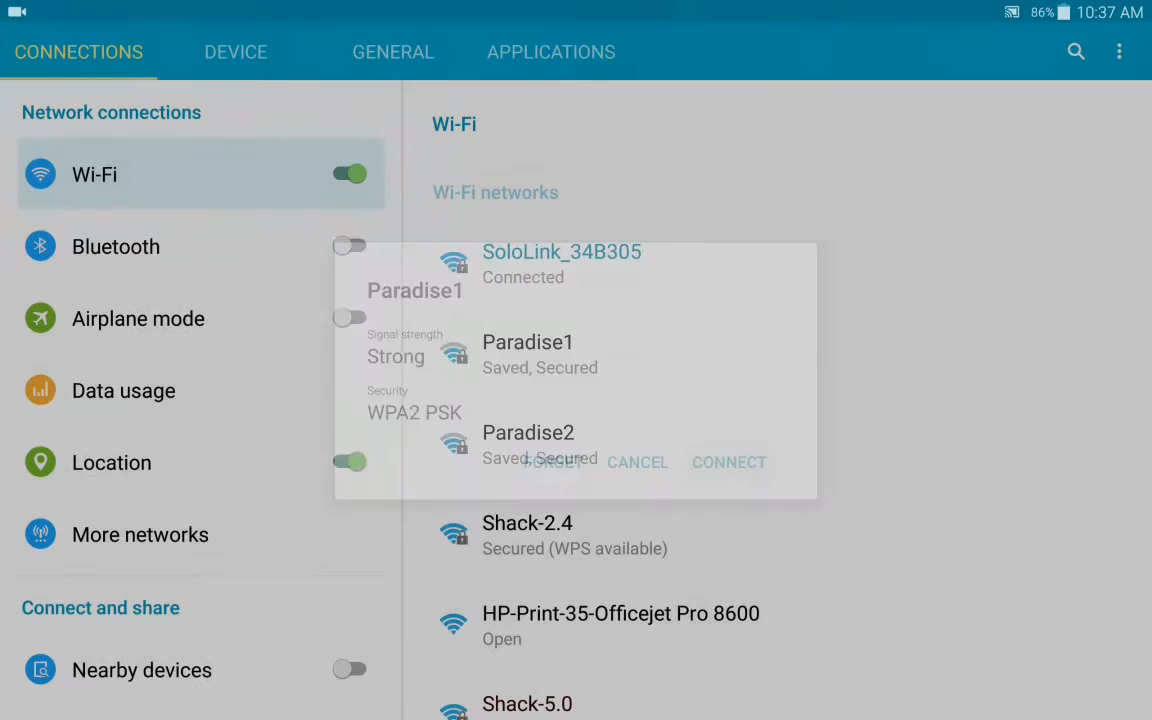 86% 10:37 AM
CONNECTIONS DEVICE GENERAL APPLICATIONS
Network connections
Wi-Fi
Bluetooth
Airplane mode
Data usage
Location
More networks
Connect and share
Nearby devices
Wi-Fi
Wi-Fi networks
SoloLink_34B305
Connected
Paradise1
Saved, Secured
Paradise2
Saved, Secured
Shack-2.4
Secured (WPS available)
HP-Print-35-Officejet Pro 8600
Open
Shack-5.0
Paradise1
Signal strength
Strong
Security
WPA2 PSK
FORGET CANCEL CONNECT